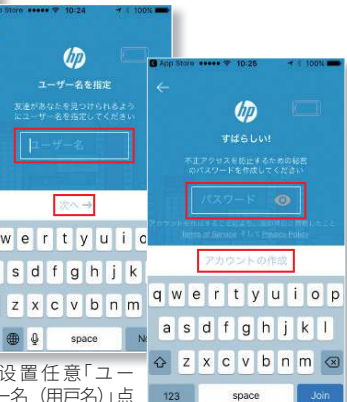 App Store ●●●●● 10:24 100%
hp
ユーザー名を指定
友達があなたを見つけられるよう
にユーザー名を指定してください
ユーザー名
次へ →
w e r t y u i o
s d f g h j k
z x c v b n m
space
设置任意「ユー
ー名（用戸名）」点
App Store ●●●●● 10:25 100%
←
hp
すばらしい!
不正アクセスを防止するための秘密
のパスワードを作成してください
パスワード
Terms of Service そして Privacy Policy
アカウントの作成
q w e r t y u i o p
a s d f g h j k l
z x c v b n m
123 space Join